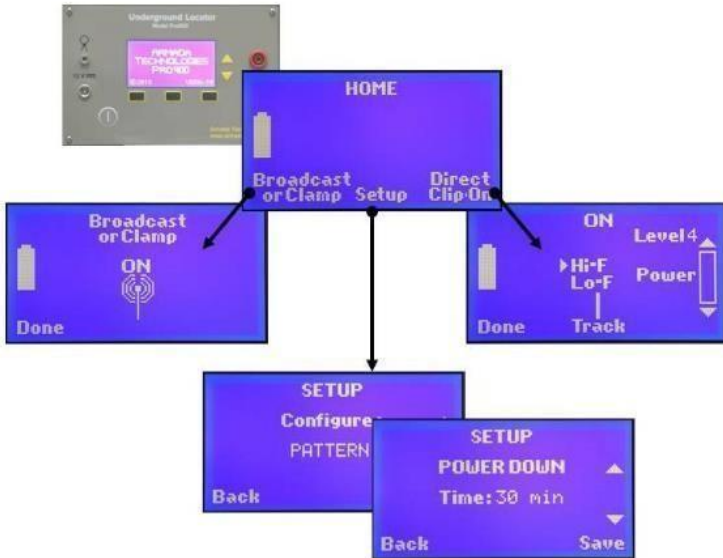 Underground Locator
ARMADA
TECHNOLOGIES
PRO900
HOME
Broadcast
or Clamp
Setup
Direct
Clip-On
Broadcast
or Clamp
ON
Done
ON
Level 4
Hi-F
Lo-F
Power
Done
Track
SETUP
Configure
PATTERN
Back
SETUP
POWER DOWN
Time: 30 min
Back
Save